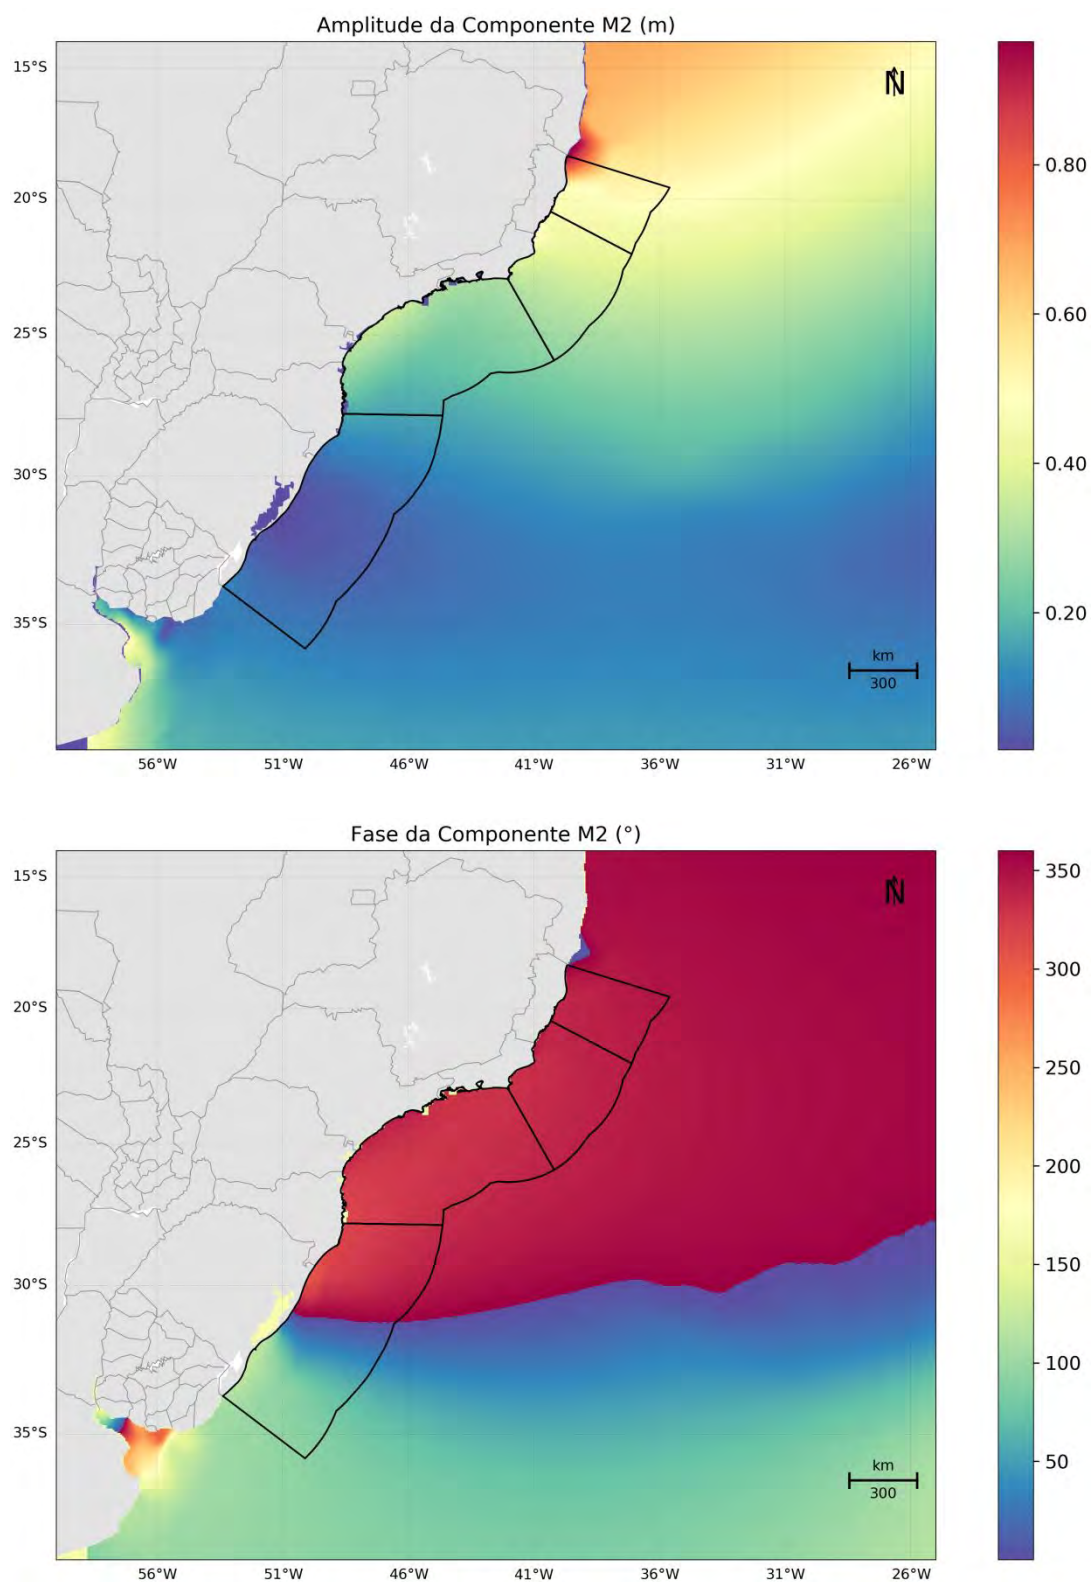 Amplitude da Componente M2 (m)
15°S
20°S
25°S
30°S
35°S
N
km
300
56°W 51°W 46°W 41°W 36°W 31°W 26°W
0.80
0.60
0.40
0.20
Fase da Componente M2 (°)
15°S
20°S
25°S
30°S
35°S
N
km
300
56°W 51°W 46°W 41°W 36°W 31°W 26°W
350
300
250
200
150
100
50